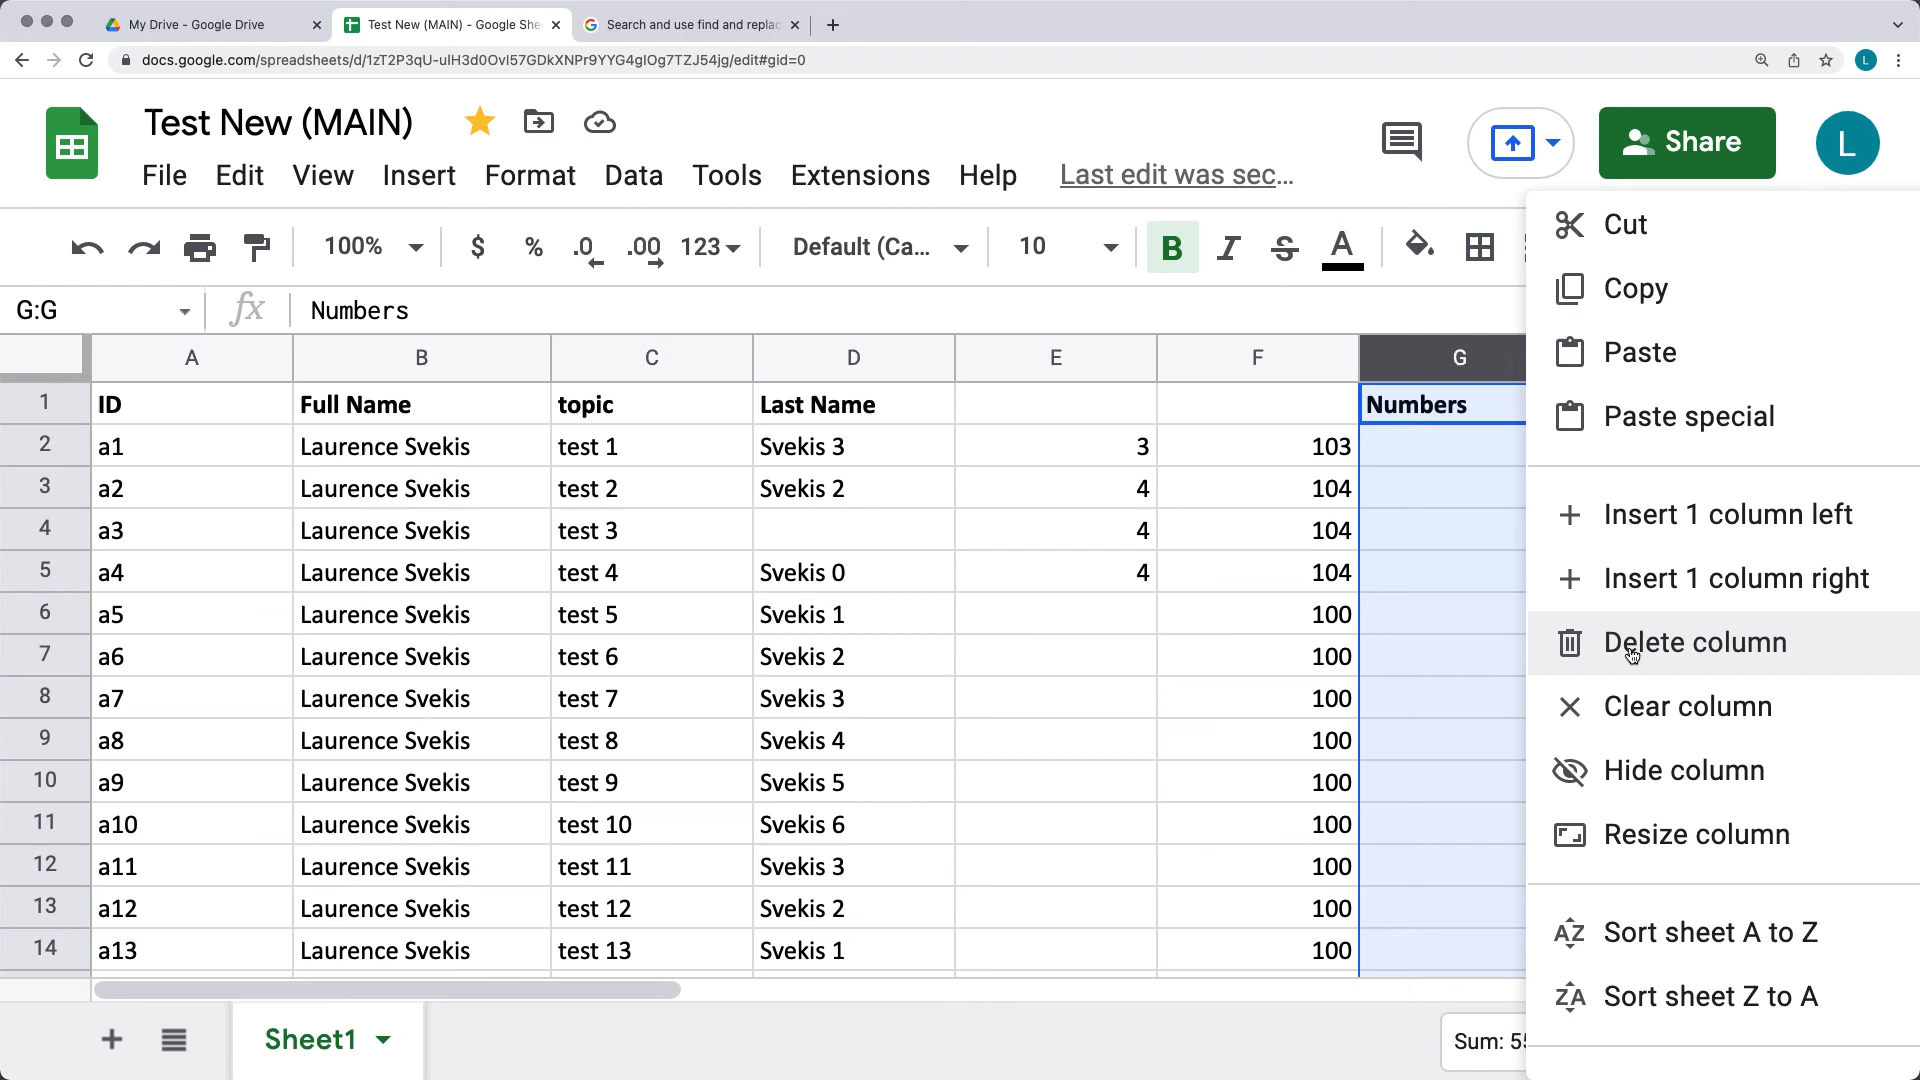 My Drive - Google Drive
Test New (MAIN) - Google She
Search and use find and replac
docs.google.com/spreadsheets/d/1zT2P3qU-uIH3d0OvI57GDkXNPr9YYG4gIOg7TZJ54jg/edit#gid=0
L
Test New (MAIN)
Share
L
File Edit View Insert Format Data Tools Extensions Help Last edit was sec...
100% $ % .0 .00 123 Default (Ca... 10 B I S A
G:G fx Numbers
A B C D E F G
1 ID Full Name topic Last Name Numbers
2 a1 Laurence Svekis test 1 Svekis 3 3 103
3 a2 Laurence Svekis test 2 Svekis 2 4 104
4 a3 Laurence Svekis test 3 4 104
5 a4 Laurence Svekis test 4 Svekis 0 4 104
6 a5 Laurence Svekis test 5 Svekis 1 100
7 a6 Laurence Svekis test 6 Svekis 2 100
8 a7 Laurence Svekis test 7 Svekis 3 100
9 a8 Laurence Svekis test 8 Svekis 4 100
10 a9 Laurence Svekis test 9 Svekis 5 100
11 a10 Laurence Svekis test 10 Svekis 6 100
12 a11 Laurence Svekis test 11 Svekis 3 100
13 a12 Laurence Svekis test 12 Svekis 2 100
14 a13 Laurence Svekis test 13 Svekis 1 100
Sheet1
Sum:
Cut
Copy
Paste
Paste special
Insert 1 column left
Insert 1 column right
Delete column
Clear column
Hide column
Resize column
AZ Sort sheet A to Z
ZA Sort sheet Z to A